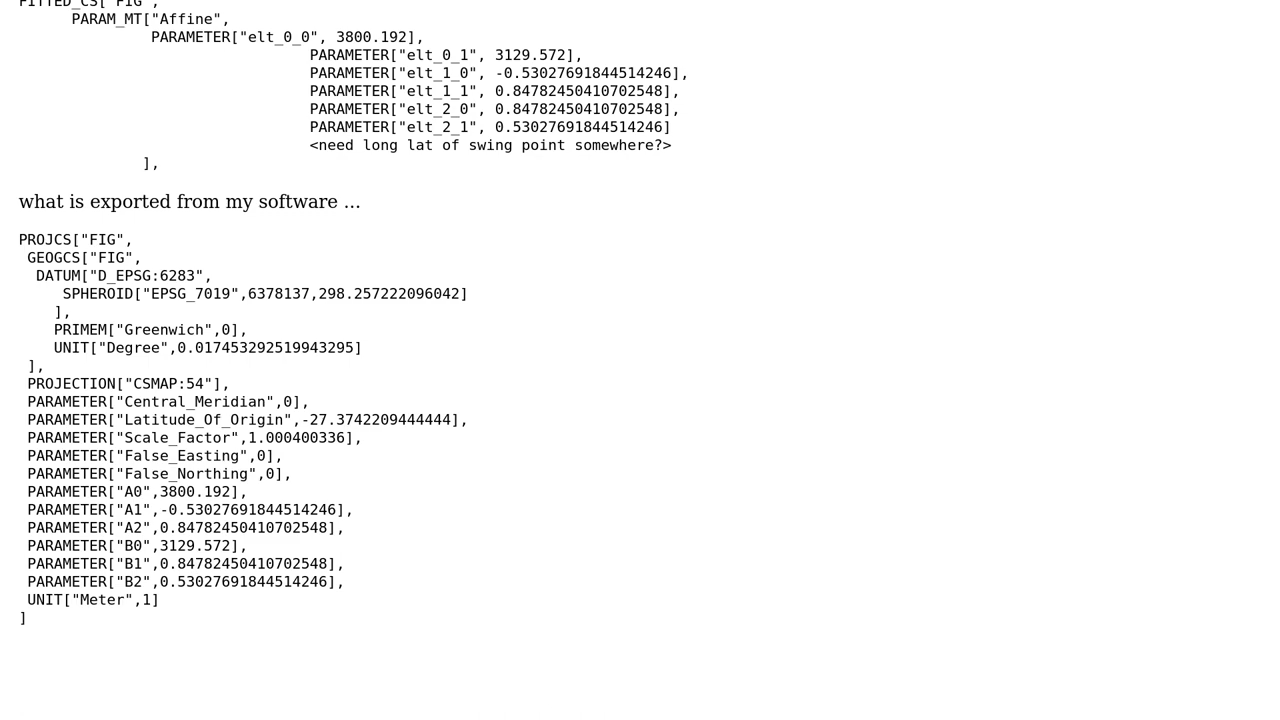 FITTED_CS["FIG",
PARAM_MT["Affine",
PARAMETER["elt_0_0", 3800.192],
PARAMETER["elt_0_1", 3129.572],
PARAMETER["elt_1_0", -0.53027691844514246],
PARAMETER["elt_1_1", 0.84782450410702548],
PARAMETER["elt_2_0", 0.84782450410702548],
PARAMETER["elt_2_1", 0.53027691844514246]
<need long lat of swing point somewhere?>
],
what is exported from my software ...
PROJCS["FIG",
GEOGCS["FIG",
DATUM["D_EPSG:6283",
SPHEROID["EPSG_7019",6378137,298.257222096042]
],
PRIMEM["Greenwich",0],
UNIT["Degree",0.017453292519943295]
],
PROJECTION["CSMAP:54"],
PARAMETER["Central_Meridian",0],
PARAMETER["Latitude_Of_Origin",-27.3742209444444],
PARAMETER["Scale_Factor",1.000400336],
PARAMETER["False_Easting",0],
PARAMETER["False_Northing",0],
PARAMETER["A0",3800.192],
PARAMETER["A1",-0.53027691844514246],
PARAMETER["A2",0.84782450410702548],
PARAMETER["B0",3129.572],
PARAMETER["B1",0.84782450410702548],
PARAMETER["B2",0.53027691844514246],
UNIT["Meter",1]
]